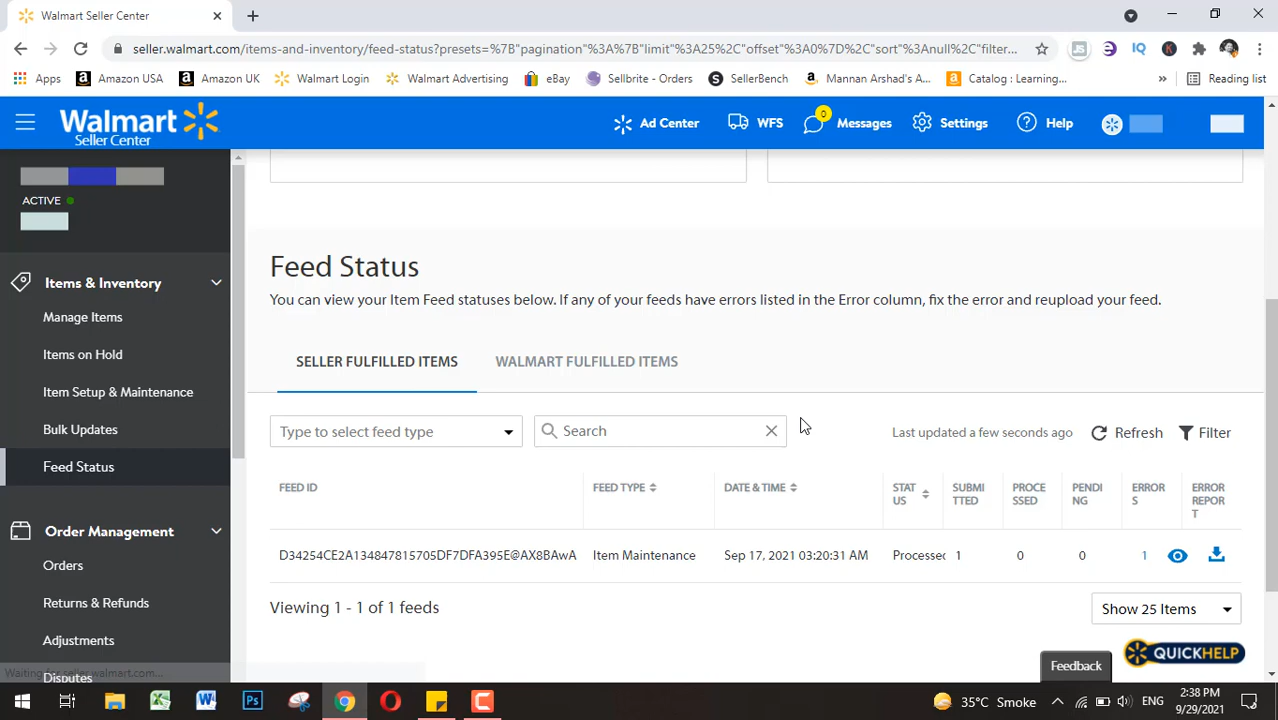 Walmart Seller Center
seller.walmart.com/items-and-inventory/feed-status?presets=%7B"pagination"%3A%7B"limit"%3A25%2C"offset"%3A0%7D%2C"sort"%3Anull%2C"filter...
Apps
Amazon USA
Amazon UK
Walmart Login
Walmart Advertising
eBay
Sellbrite - Orders
SellerBench
Mannan Arshad's A...
Catalog : Learning...
»
Reading list
Walmart
Seller Center
Ad Center
WFS
0
Messages
Settings
Help
ACTIVE
Items & Inventory
Manage Items
Items on Hold
Item Setup & Maintenance
Bulk Updates
Feed Status
Order Management
Orders
Returns & Refunds
Adjustments
Disputes
Waiting for seller.walmart.com...
Feed Status
You can view your Item Feed statuses below. If any of your feeds have errors listed in the Error column, fix the error and reupload your feed.
SELLER FULFILLED ITEMS
WALMART FULFILLED ITEMS
Type to select feed type
Search
Last updated a few seconds ago
Refresh
Filter
FEED ID
FEED TYPE
DATE & TIME
STAT
US
SUBMI
TTED
PROCE
SSED
PENDI
NG
ERROR
S
ERROR
REPOR
T
D34254CE2A134847815705DF7DFA395E@AX8BAwA
Item Maintenance
Sep 17, 2021 03:20:31 AM
Processed
1
0
0
1
Viewing 1 - 1 of 1 feeds
Show 25 Items
QUICKHELP
Feedback
35°C Smoke
ENG
2:38 PM
9/29/2021